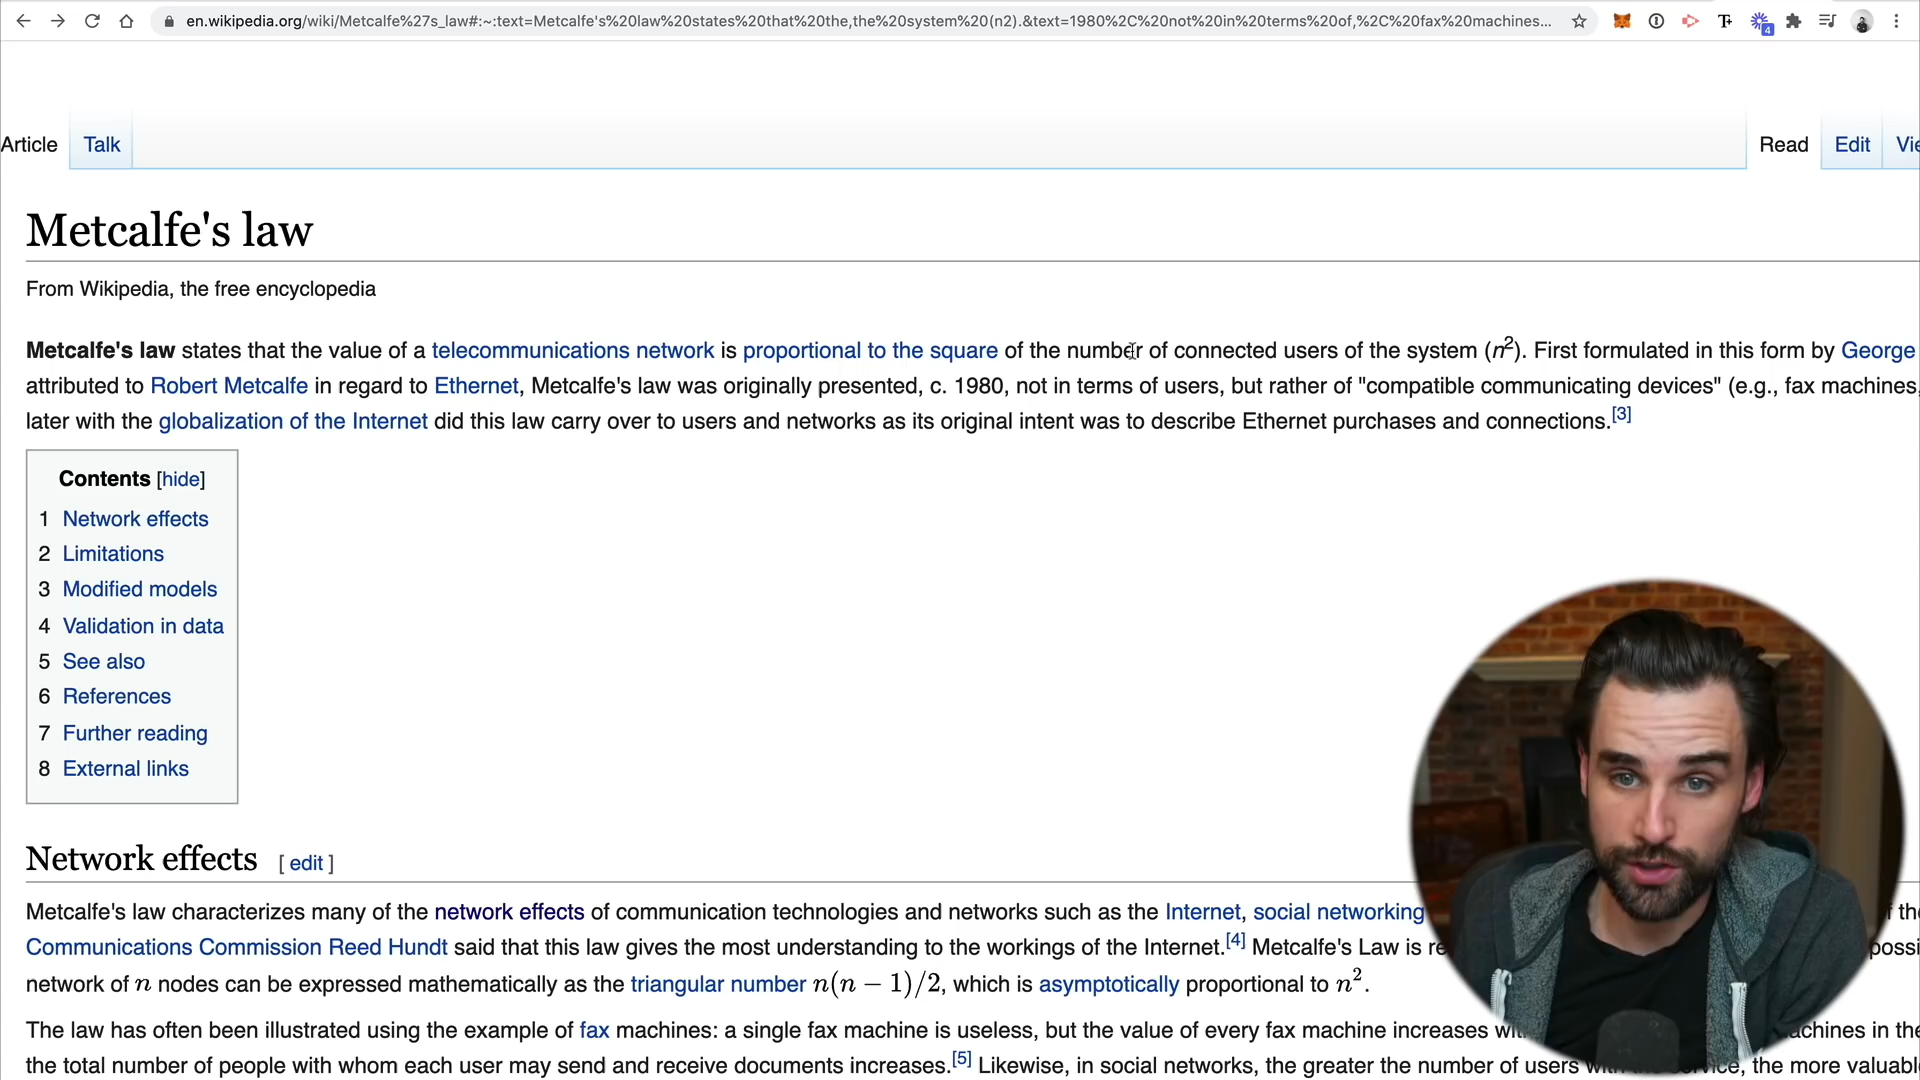 en.wikipedia.org/wiki/Metcalfe%27s_law#:~:text=Metcalfe's%20law%20states%20that%20the,the%20system%20(n2).&text=1980%2C%20not%20in%20terms%20of,%2C%20fax%20machines...
4
Article Talk Read Edit Vie
Metcalfe's law
From Wikipedia, the free encyclopedia
Metcalfe's law states that the value of a telecommunications network is proportional to the square of the number of connected users of the system (n²). First formulated in this form by George
attributed to Robert Metcalfe in regard to Ethernet, Metcalfe's law was originally presented, c. 1980, not in terms of users, but rather of "compatible communicating devices" (e.g., fax machines,
later with the globalization of the Internet did this law carry over to users and networks as its original intent was to describe Ethernet purchases and connections.[3]
Contents [hide]
1 Network effects
2 Limitations
3 Modified models
4 Validation in data
5 See also
6 References
7 Further reading
8 External links
Network effects [ edit ]
Metcalfe's law characterizes many of the network effects of communication technologies and networks such as the Internet, social networking f the
Communications Commission Reed Hundt said that this law gives the most understanding to the workings of the Internet.[4] Metcalfe's Law is re possi
network of n nodes can be expressed mathematically as the triangular number n(n − 1)/2, which is asymptotically proportional to n².
The law has often been illustrated using the example of fax machines: a single fax machine is useless, but the value of every fax machine increases achines in the
the total number of people with whom each user may send and receive documents increases.[5] Likewise, in social networks, the greater the number of users the more valuabl